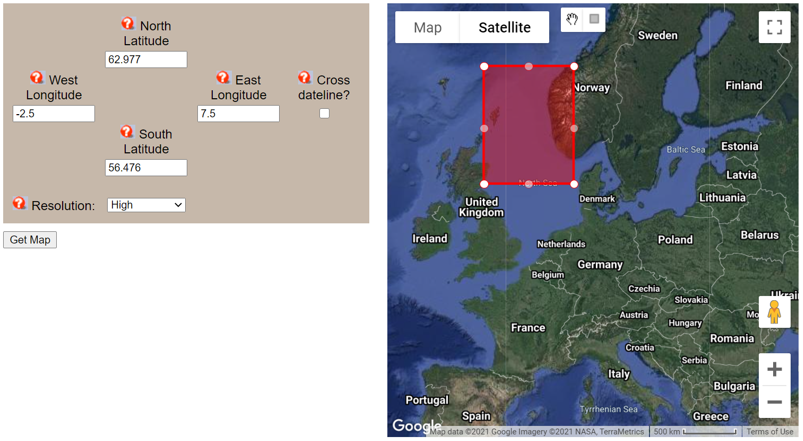 North
Latitude
62.977
West
Longitude
-2.5
East
Longitude
7.5
Cross
dateline?
South
Latitude
56.476
Resolution: High
Get Map
Map Satellite
Sweden
Norway
Finland
Estonia
Baltic Sea
Latvia
North Sea
Lithuania
Denmark
United
Kingdom
Ireland
Netherlands
Poland
Belarus
Germany
Belgium
Czechia
Ukrai
Slovakia
Austria
Mo
Hungary
France
Romania
Croatia
Serbia
Italy
Bulgaria
Portugal
Spain
Tyrrhenian Sea
Greece
Google
Map data ©2021 Google Imagery ©2021 NASA, TerraMetrics 500 km Terms of Use